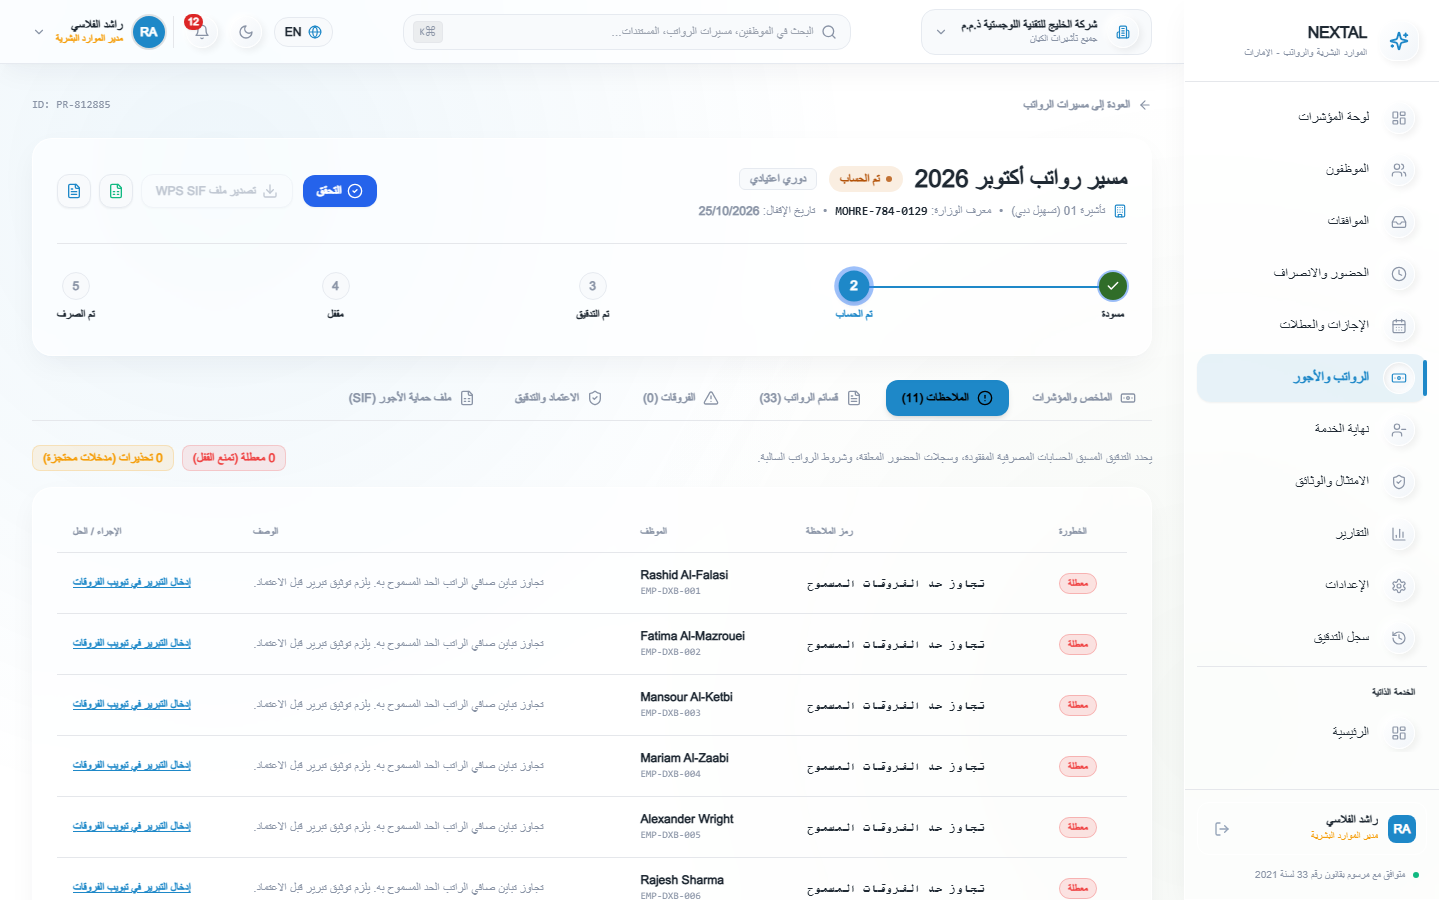 NEXTAL
الموارد البشرية والرواتب - الإمارات
لوحة المؤشرات
الموظفون
الموافقات
الحضور والانصراف
الإجازات والعطلات
الرواتب والأجور
نهاية الخدمة
الامتثال والوثائق
التقارير
الإعدادات
سجل التدقيق
الخدمة الذاتية
الرئيسية
RA
راشد الفلاسي
مدير الموارد البشرية
متوافق مع مرسوم بقانون رقم 33 لسنة 2021
شركة الخليج للتقنية اللوجستية ذ.م.م
جميع تأشيرات الكيان
البحث في الموظفين، مسيرات الرواتب، المستندات...
⌘K
EN
12
RA
راشد الفلاسي
مدير الموارد البشرية
العودة إلى مسيرات الرواتب
ID: PR-812885
مسير رواتب أكتوبر 2026
تم الحساب
دوري اعتيادي
تأشيرة 01 (تسهيل دبي) • معرف الوزارة: MOHRE-784-0129 • تاريخ الإقفال: 25/10/2026
التحقق
تصدير ملف WPS SIF
مسودة
2
تم الحساب
3
تم التدقيق
4
مقفل
5
تم الصرف
الملخص والمؤشرات
الملاحظات (11)
قسائم الرواتب (33)
الفروقات (0)
الاعتماد والتدقيق
ملف حماية الأجور (SIF)
يحدد التدقيق المسبق الحسابات المصرفية المفقودة، وسجلات الحضور المعلقة، وشروط الرواتب السالبة.
0 معطلة (تمنع القفل)
0 تحذيرات (مدخلات محتجزة)
الخطورة
رمز الملاحظة
الموظف
الوصف
الإجراء / الحل
معطلة
تجاوز حد الفروقات المسموح
Rashid Al-Falasi
EMP-DXB-001
تجاوز تباين صافي الراتب الحد المسموح به. يلزم توثيق تبرير قبل الاعتماد.
إدخال التبرير في تبويب الفروقات
معطلة
تجاوز حد الفروقات المسموح
Fatima Al-Mazrouei
EMP-DXB-002
تجاوز تباين صافي الراتب الحد المسموح به. يلزم توثيق تبرير قبل الاعتماد.
إدخال التبرير في تبويب الفروقات
معطلة
تجاوز حد الفروقات المسموح
Mansour Al-Ketbi
EMP-DXB-003
تجاوز تباين صافي الراتب الحد المسموح به. يلزم توثيق تبرير قبل الاعتماد.
إدخال التبرير في تبويب الفروقات
معطلة
تجاوز حد الفروقات المسموح
Mariam Al-Zaabi
EMP-DXB-004
تجاوز تباين صافي الراتب الحد المسموح به. يلزم توثيق تبرير قبل الاعتماد.
إدخال التبرير في تبويب الفروقات
معطلة
تجاوز حد الفروقات المسموح
Alexander Wright
EMP-DXB-005
تجاوز تباين صافي الراتب الحد المسموح به. يلزم توثيق تبرير قبل الاعتماد.
إدخال التبرير في تبويب الفروقات
معطلة
تجاوز حد الفروقات المسموح
Rajesh Sharma
EMP-DXB-006
تجاوز تباين صافي الراتب الحد المسموح به. يلزم توثيق تبرير قبل الاعتماد.
إدخال التبرير في تبويب الفروقات